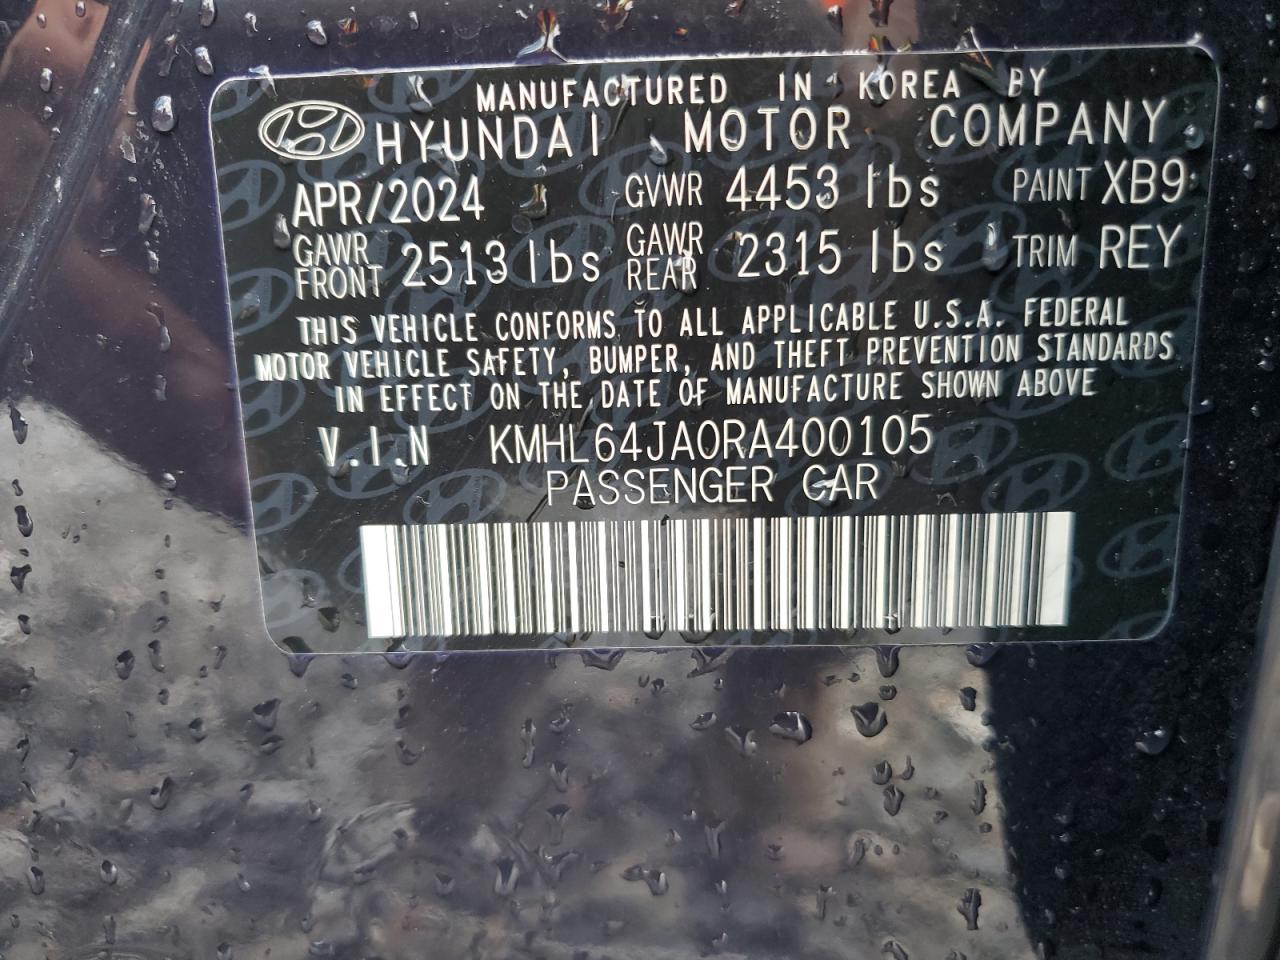 MANUFACTURED IN KOREA BY
HYUNDAI MOTOR COMPANY
APR/2024 GVWR 4453 lbs PAINT XB9
GAWR FRONT 2513 lbs GAWR REAR 2315 lbs TRIM REY
THIS VEHICLE CONFORMS TO ALL APPLICABLE U.S.A. FEDERAL
MOTOR VEHICLE SAFETY, BUMPER, AND THEFT PREVENTION STANDARDS
IN EFFECT ON THE DATE OF MANUFACTURE SHOWN ABOVE
V.I.N KMHL64JA0RA400105
PASSENGER CAR